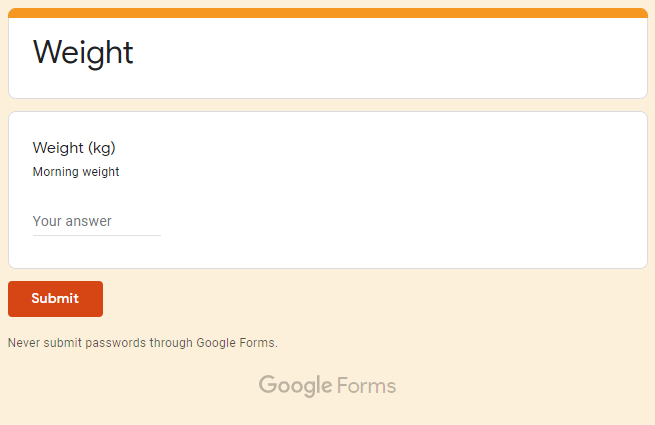 Weight
Weight (kg)
Morning weight
Your answer
Submit
Never submit passwords through Google Forms.
Google Forms